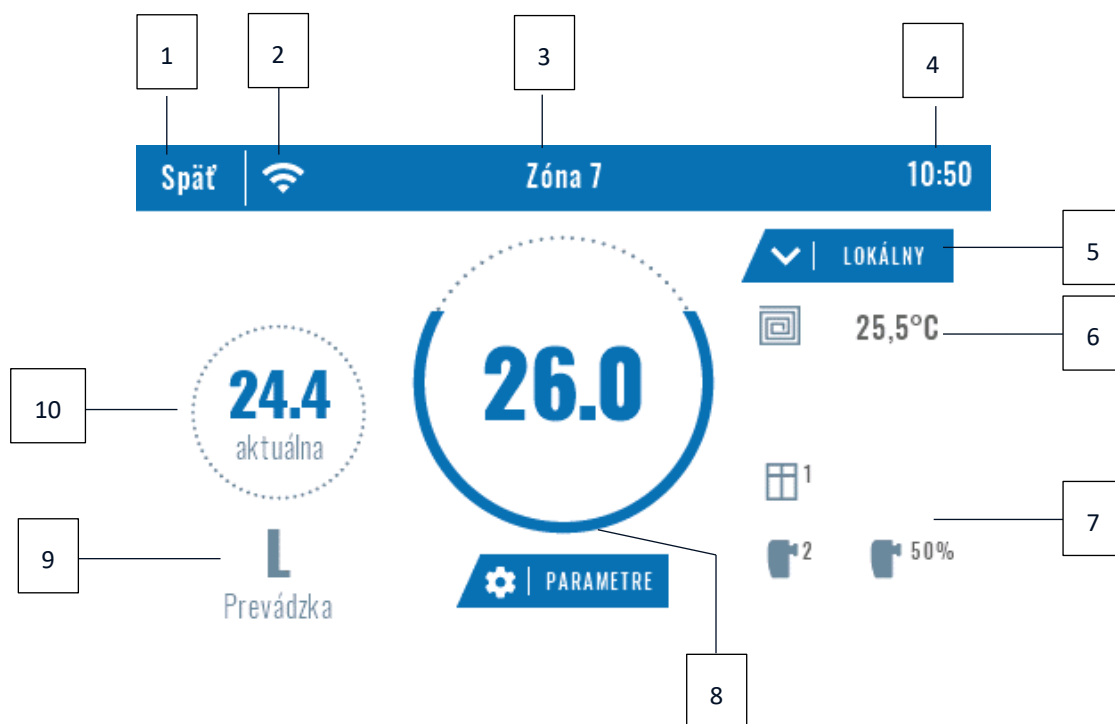 1
2
3
4
Späť
Zóna 7
10:50
LOKÁLNY
5
25,5°C
6
24.4
aktuálna
26.0
10
1
2
50%
7
9
L
Prevádzka
PARAMETRE
8